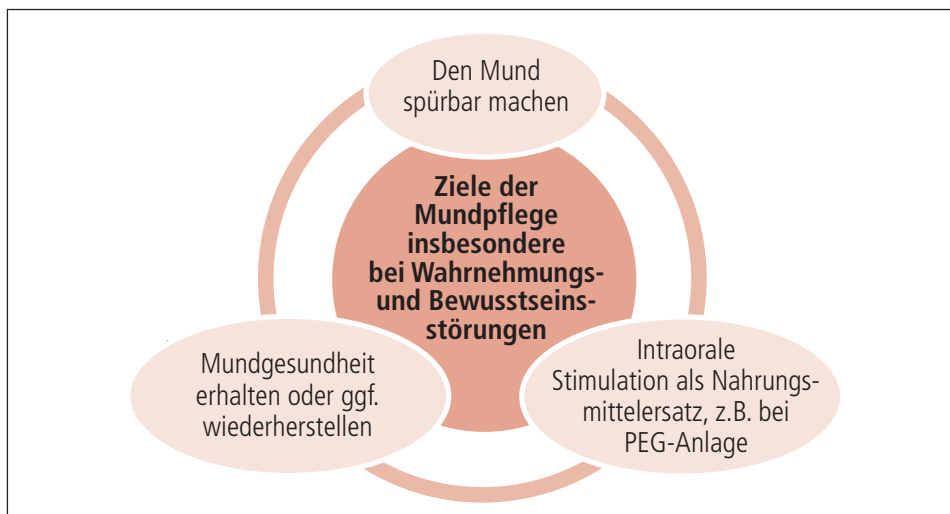 Den Mund
spürbar machen
Ziele der
Mundpflege
insbesondere
bei Wahrnehmungs-
und Bewusstseins-
störungen
Mundgesundheit
erhalten oder ggf.
wiederherstellen
Intraorale
Stimulation als Nahrungs-
mittelersatz, z.B. bei
PEG-Anlage